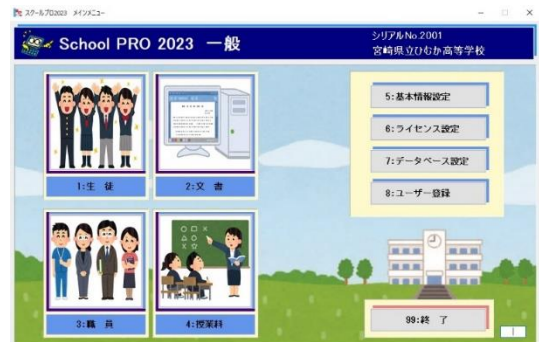 スクールプロ2023 メインメニュー
School PRO 2023 一般
シリアルNo.2001
宮崎県立ひむか高等学校
1:生 徒
2:文 書
3:職 員
4:授業料
5:基本情報設定
6:ライセンス設定
7:データベース設定
8:ユーザー登録
99:終 了